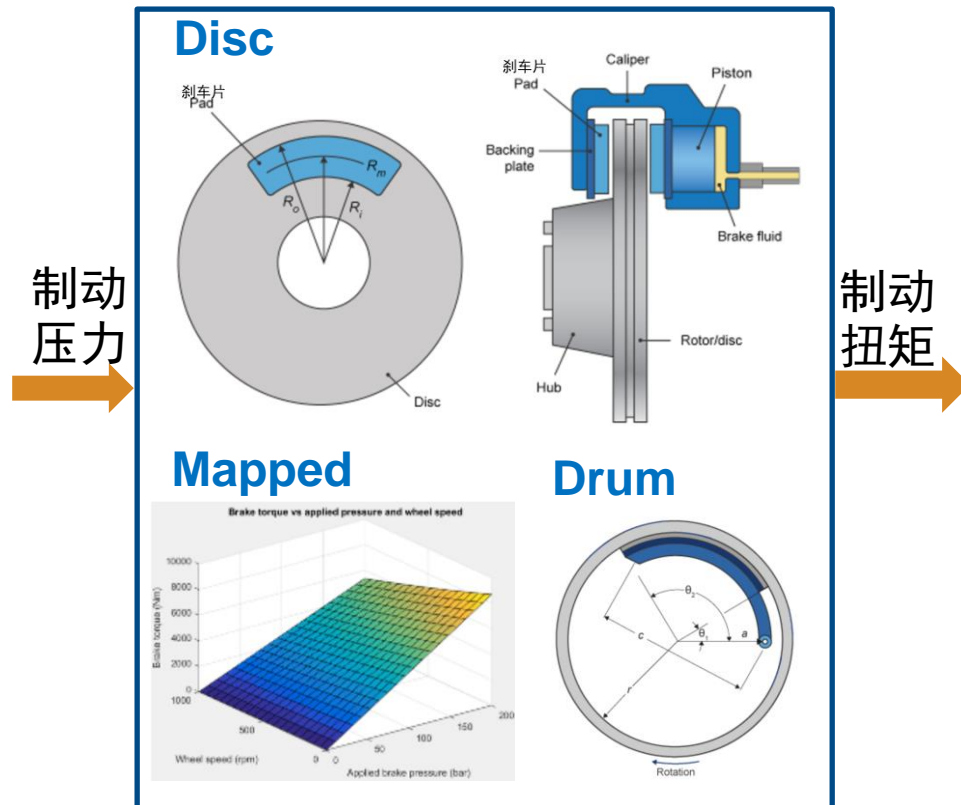 制动
压力
Disc
刹车片
Pad
R_m
R_o
R_i
Disc
刹车片
Pad
Caliper
Piston
Backing
plate
Brake fluid
Rotor/disc
Hub
制动
扭矩
Mapped
Brake torque vs applied pressure and wheel speed
Brake torque (Nm)
10000
8000
6000
4000
2000
0
1000
500
0
Wheel speed (rpm)
0
50
100
150
200
Applied brake pressure (bar)
Drum
θ₂
θ₁
a
c
r
Rotation